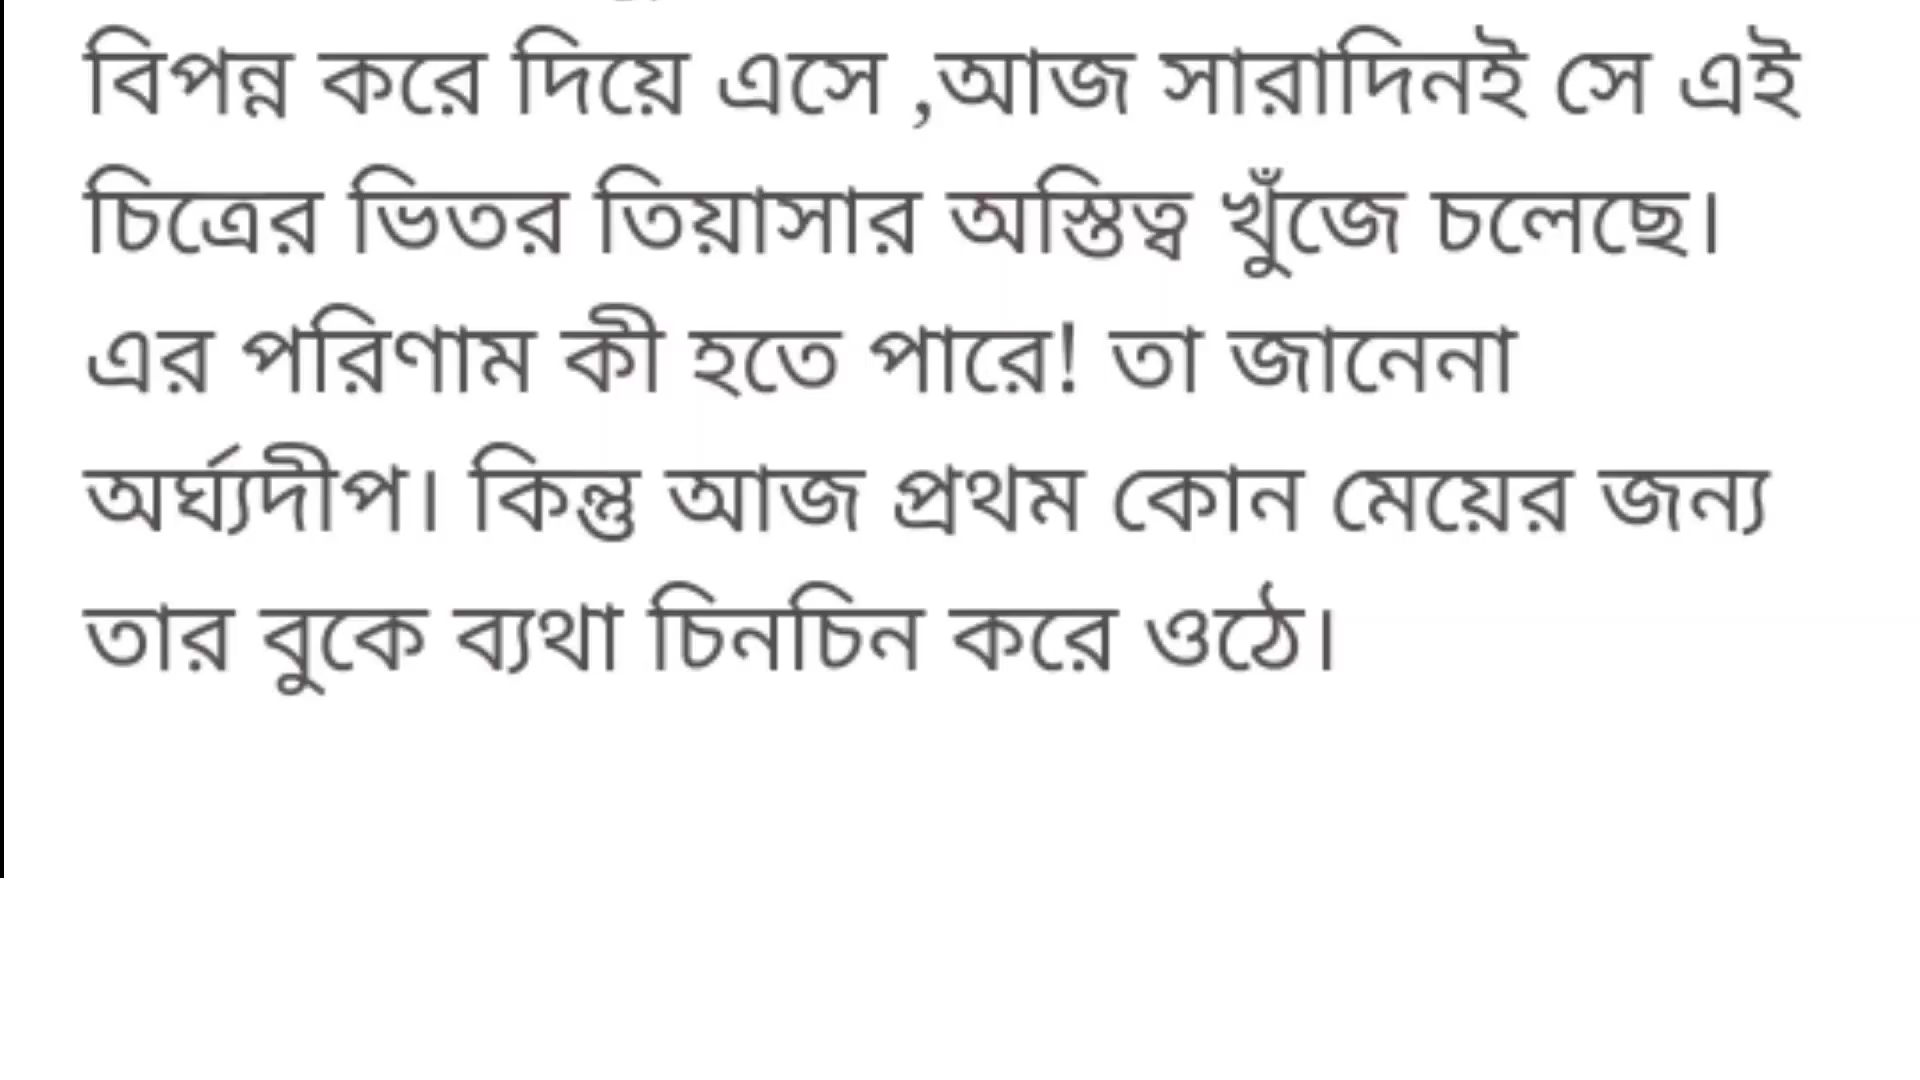 বিপন্ন করে দিয়ে এসে ,আজ সারাদিনই সে এই
চিত্রের ভিতর তিয়াসার অস্তিত্ব খুঁজে চলেছে।
এর পরিণাম কী হতে পারে! তা জানেনা
অর্ঘ্যদীপ। কিন্তু আজ প্রথম কোন মেয়ের জন্য
তার বুকে ব্যথা চিনচিন করে ওঠে।